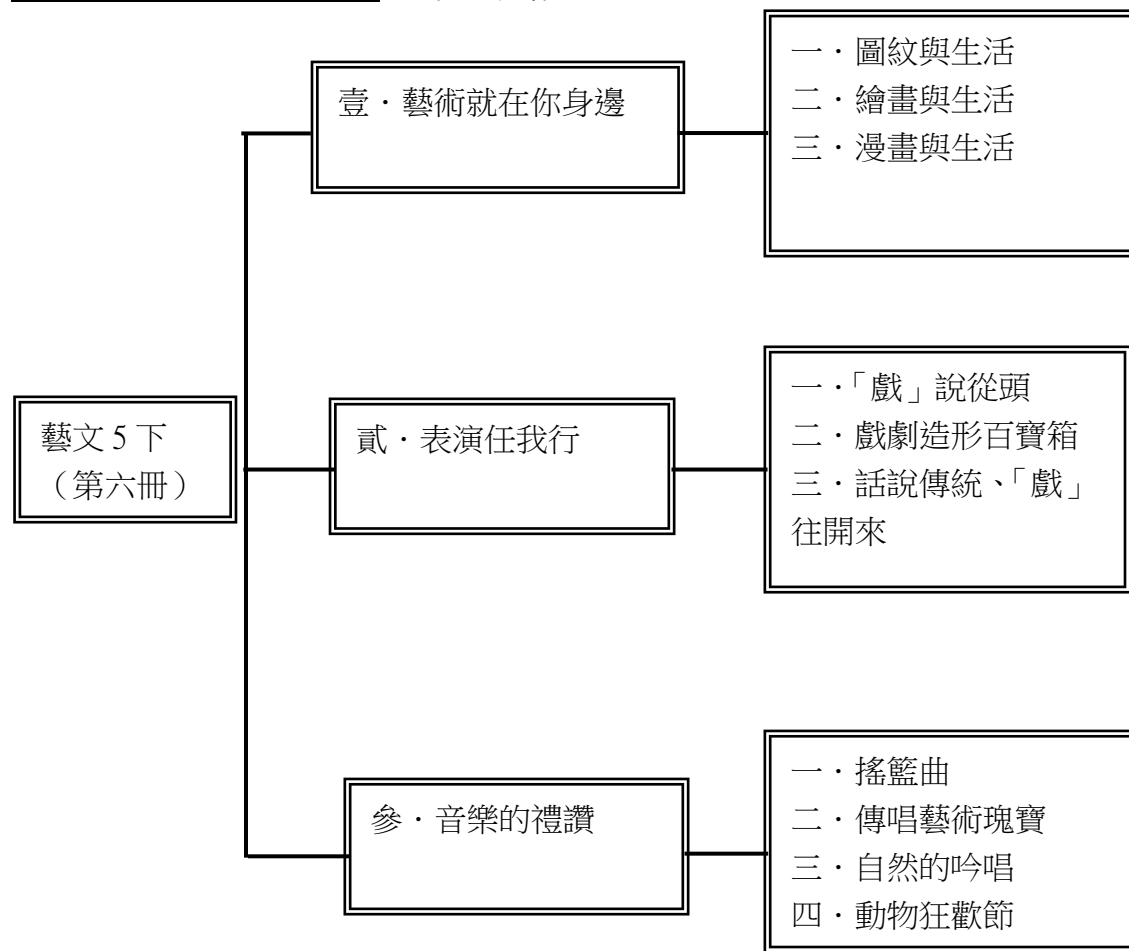 一．圖紋與生活
二．繪畫與生活
三．漫畫與生活
壹．藝術就在你身邊
藝文 5 下
（第六冊）
貳．表演任我行
一．「戲」說從頭
二．戲劇造形百寶箱
三．話說傳統、「戲」
往開來
參．音樂的禮讚
一．搖籃曲
二．傳唱藝術瑰寶
三．自然的吟唱
四．動物狂歡節